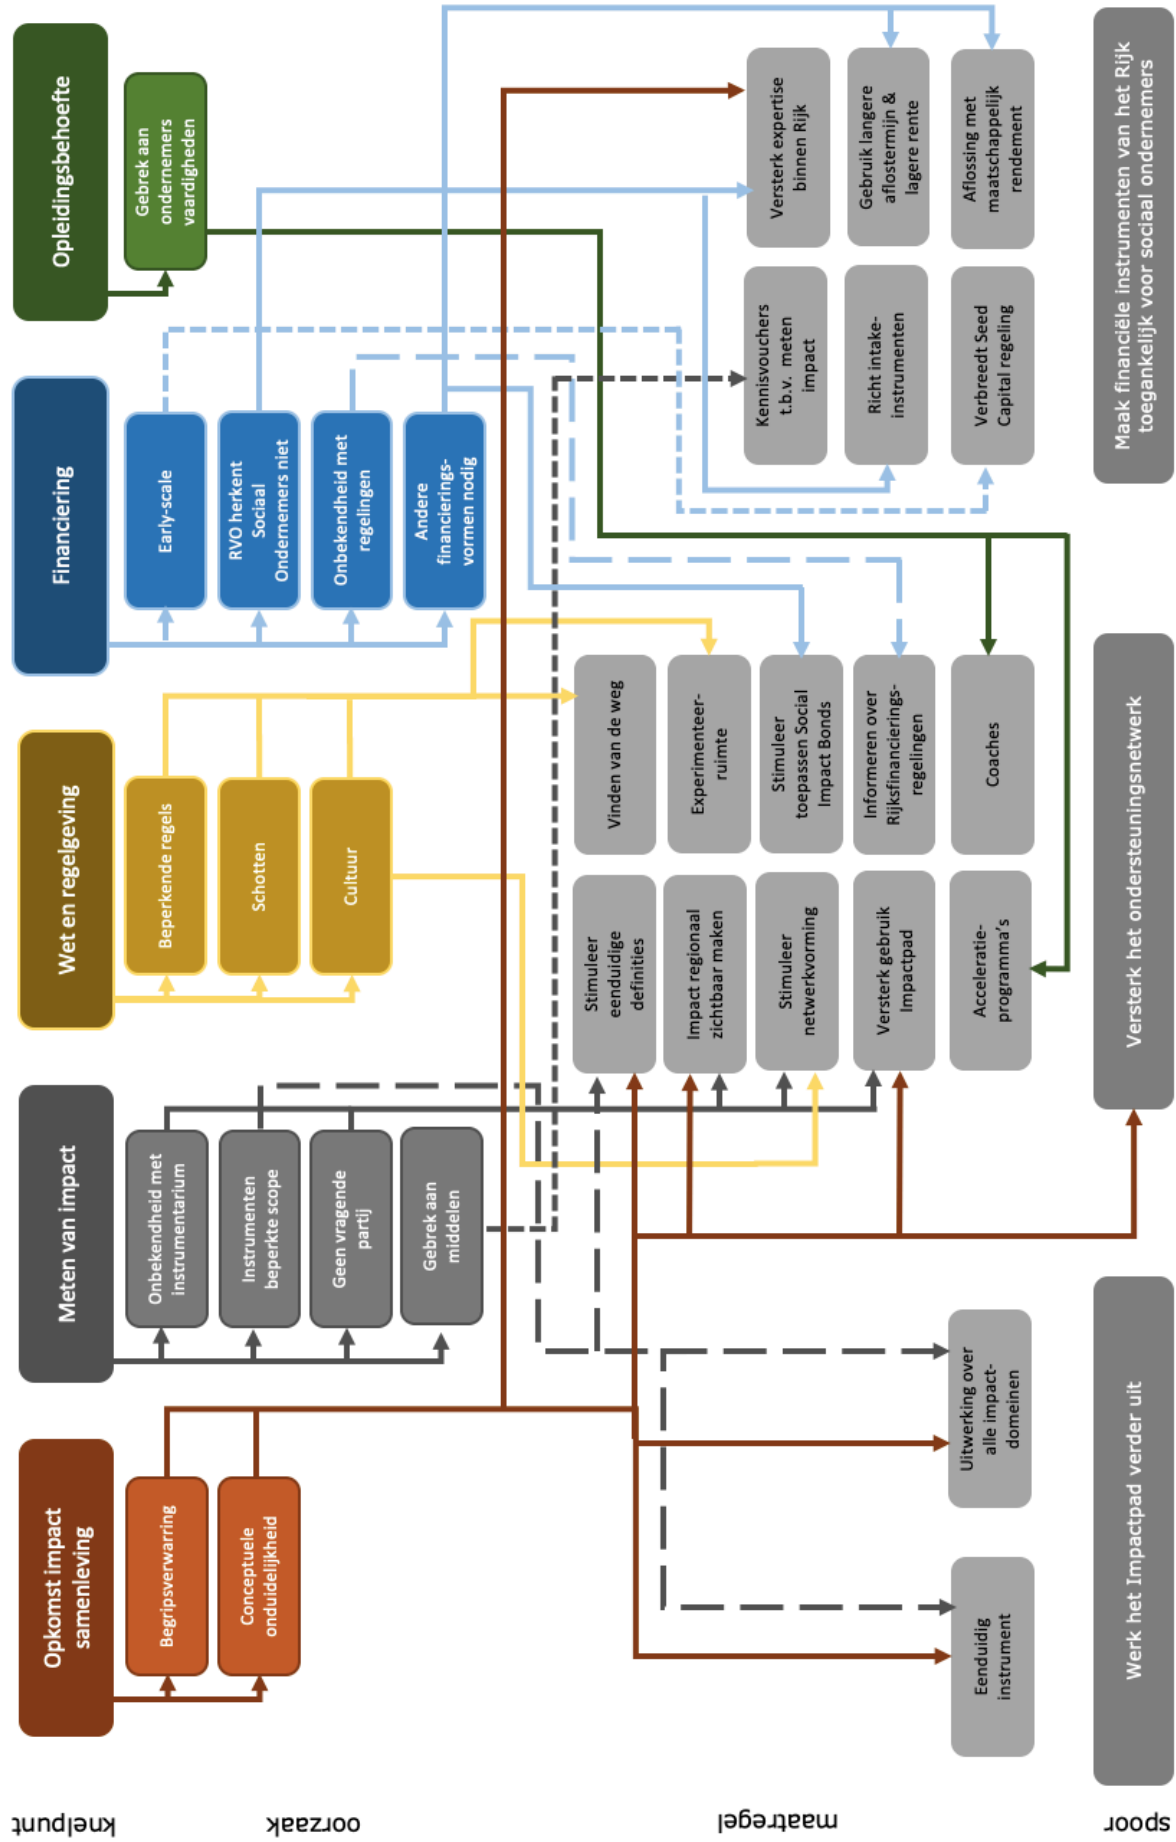 knelpunt
Opkomst impact
samenleving
Meten van impact
Wet en regelgeving
Financiering
Opleidingsbehoefte
oorzaak
Begripsverwarring
Conceptuele
onduidelijkheid
Onbekendheid met
instrumentarium
Instrumenten
beperkte scope
Geen vragende
partij
Gebrek aan
middelen
Beperkende regels
Schotten
Cultuur
Early-scale
RVO herkent
Sociaal
Ondernemers niet
Onbekendheid met
regelingen
Andere
financierings-
vormen nodig
Gebrek aan
ondernemers
vaardigheden
maatregel
Eenduidig
instrument
Uitwerking over
alle impact-
domeinen
Stimuleer
eenduidige
definities
Impact regionaal
zichtbaar maken
Stimuleer
netwerkvorming
Versterk gebruik
Impactpad
Acceleratie-
programma's
Vinden van de weg
Experimenteer-
ruimte
Stimuleer
toepassen Social
Impact Bonds
Informeren over
Rijksfinancierings-
regelingen
Coaches
Kennisvouchers
t.b.v. meten
impact
Richt intake-
instrumenten
Verbreedt Seed
Capital regeling
Versterk expertise
binnen Rijk
Gebruik langere
aflostermijn &
lagere rente
Aflossing met
maatschappelijk
rendement
spoor
Werk het Impactpad verder uit
Versterk het ondersteuningsnetwerk
Maak financiële instrumenten van het Rijk
toegankelijk voor sociaal ondernemers